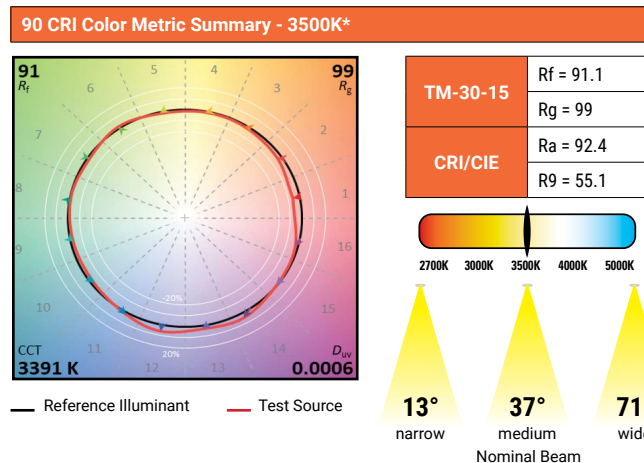 90 CRI Color Metric Summary - 3500K*
91
Rf
99
Rg
1
2
3
4
5
6
7
8
9
10
11
12
13
14
15
16
-20%
20%
CCT
3391 K
Duv
0.0006
Reference Illuminant
Test Source
TM-30-15
Rf = 91.1
Rg = 99
CRI/CIE
Ra = 92.4
R9 = 55.1
2700K 3000K 3500K 4000K 5000K
13° 37° 71
narrow medium
Nominal Beam